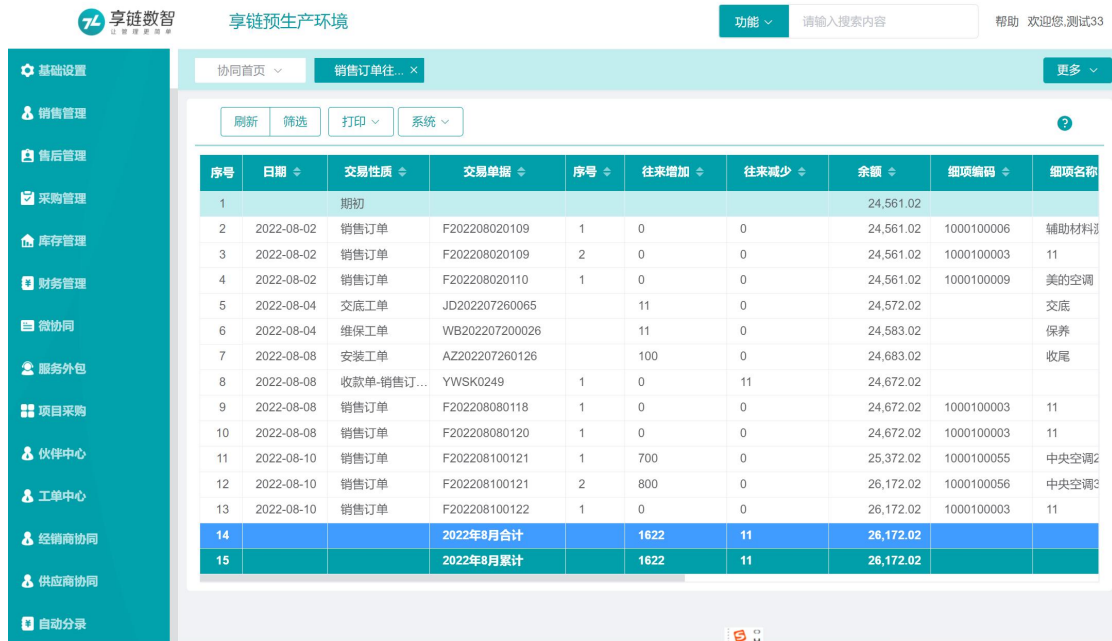 享链数智
让管理更简单
享链预生产环境
功能
请输入搜索内容
帮助 欢迎您,测试33
基础设置
销售管理
售后管理
采购管理
库存管理
财务管理
微协同
服务外包
项目采购
伙伴中心
工单中心
经销商协同
供应商协同
自动分录
协同首页 销售订单往... × 更多
刷新 筛选 打印 系统 ?
序号 日期 交易性质 交易单据 序号 往来增加 往来减少 余额 细项编码 细项名称
1 期初 24,561.02
2 2022-08-02 销售订单 F202208020109 1 0 0 24,561.02 1000100006 辅助材料
3 2022-08-02 销售订单 F202208020109 2 0 0 24,561.02 1000100003 11
4 2022-08-02 销售订单 F202208020110 1 0 0 24,561.02 1000100009 美的空调
5 2022-08-04 交底工单 JD202207260065 11 0 24,572.02 交底
6 2022-08-04 维保工单 WB202207200026 11 0 24,583.02 保养
7 2022-08-08 安装工单 AZ202207260126 100 0 24,683.02 收尾
8 2022-08-08 收款单-销售订... YWSK0249 1 0 11 24,672.02
9 2022-08-08 销售订单 F202208080118 1 0 0 24,672.02 1000100003 11
10 2022-08-08 销售订单 F202208080120 1 0 0 24,672.02 1000100003 11
11 2022-08-10 销售订单 F202208100121 1 700 0 25,372.02 1000100055 中央空调2
12 2022-08-10 销售订单 F202208100121 2 800 0 26,172.02 1000100056 中央空调3
13 2022-08-10 销售订单 F202208100122 1 0 0 26,172.02 1000100003 11
14 2022年8月合计 1622 11 26,172.02
15 2022年8月累计 1622 11 26,172.02